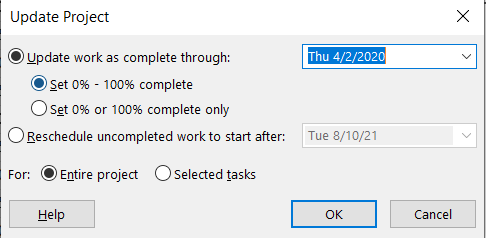 Update Project
Update work as complete through: Thu 4/2/2020
Set 0% - 100% complete
Set 0% or 100% complete only
Reschedule uncompleted work to start after: Tue 8/10/21
For: Entire project Selected tasks
Help OK Cancel